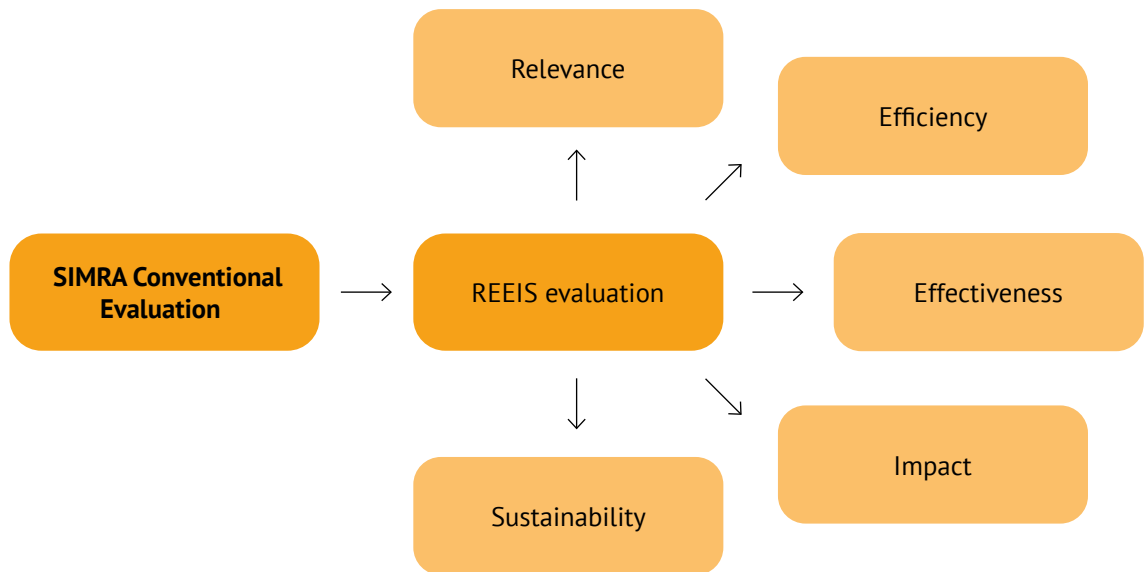 Relevance
Efficiency
SIMRA Conventional
Evaluation
REEIS evaluation
Effectiveness
Impact
Sustainability